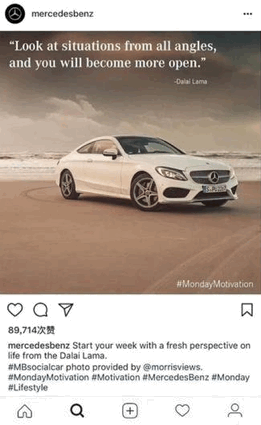 mercedesbenz
“Look at situations from all angles,
and you will become more open.”
-Dalai Lama
#MondayMotivation
89,714次赞
mercedesbenz Start your week with a fresh perspective on
life from the Dalai Lama.
#MBsocialcar photo provided by @morrisviews.
#MondayMotivation #Motivation #MercedesBenz #Monday
#Lifestyle